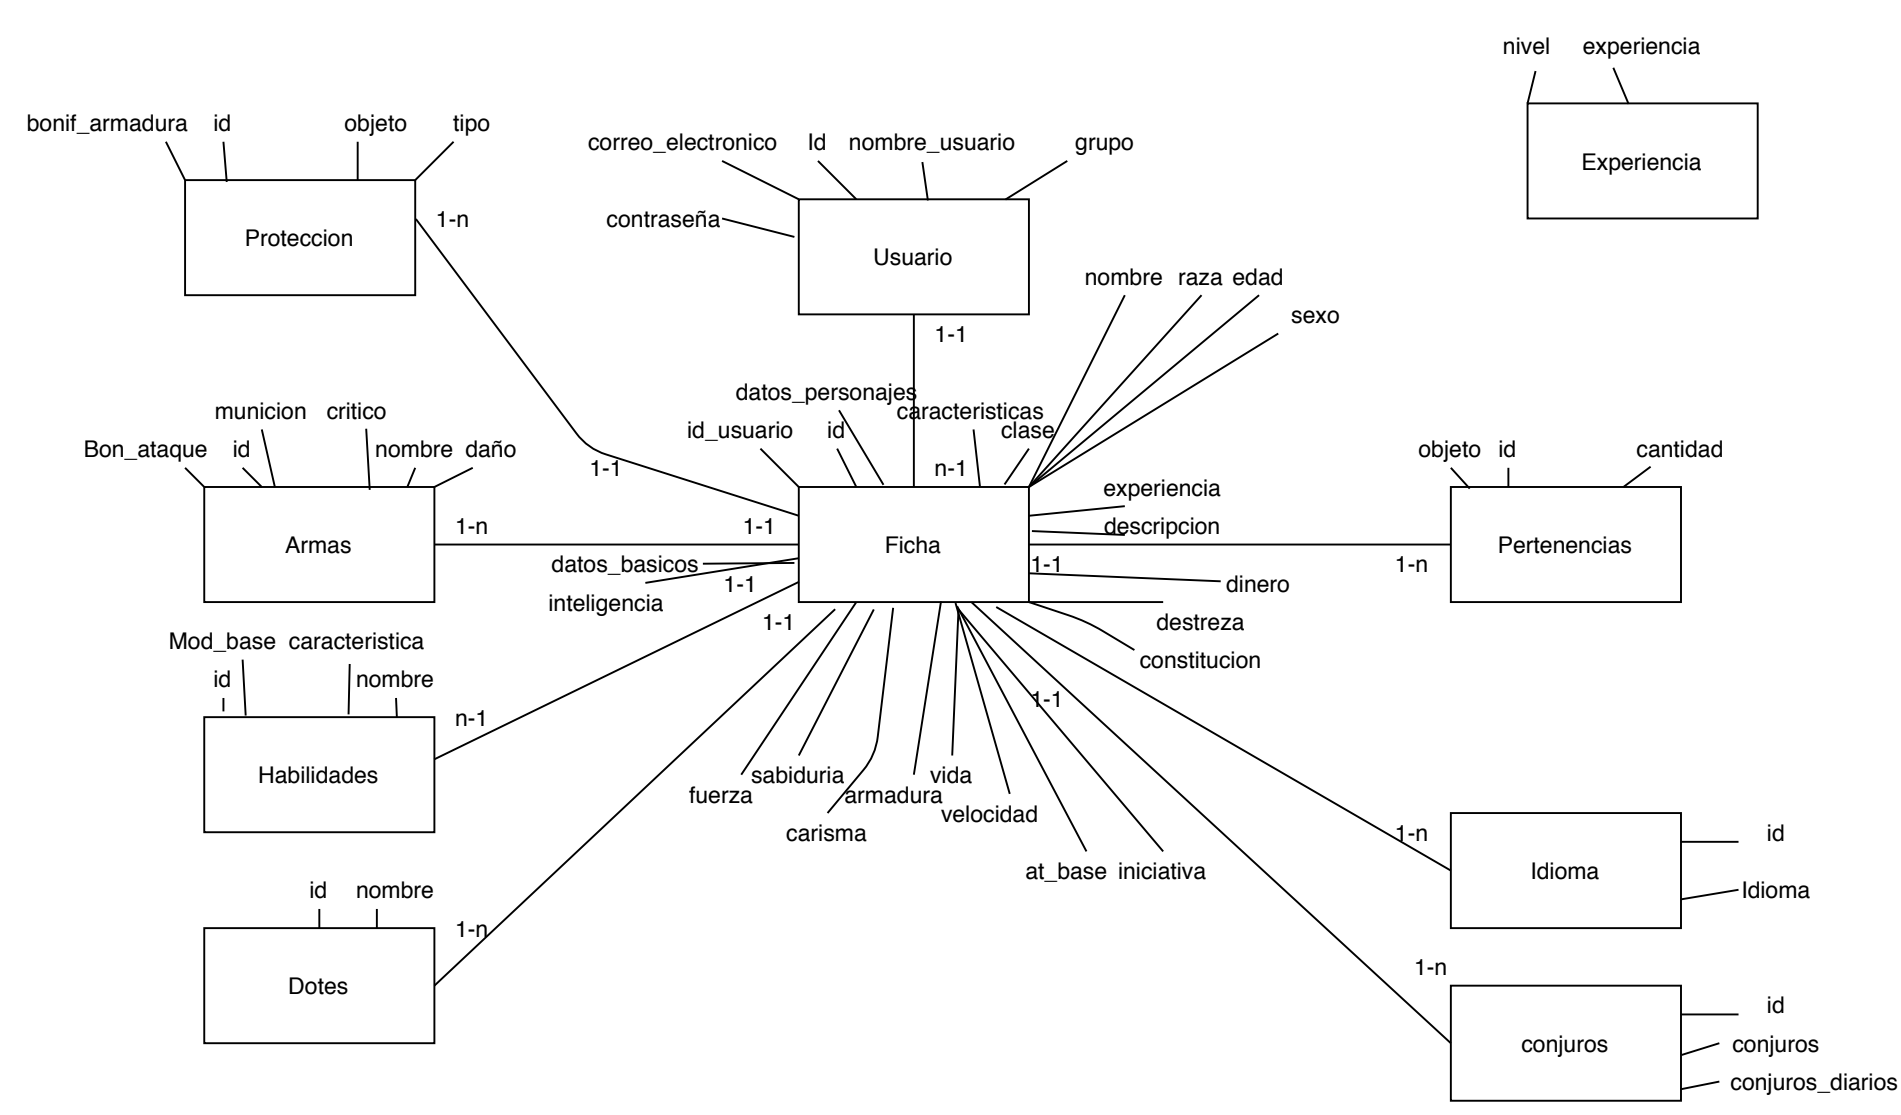 nivel
experiencia
Experiencia
bonif_armadura
id
objeto
tipo
Proteccion
1-n
correo_electronico
Id
nombre_usuario
grupo
contraseña
Usuario
1-1
nombre
raza
edad
sexo
datos_personajes
caracteristicas
id_usuario
id
clase
1-1
n-1
municion
critico
Bon_ataque
id
nombre
daño
Armas
1-n
1-1
Ficha
experiencia
descripcion
objeto
id
cantidad
Pertenencias
1-n
1-1
datos_basicos
inteligencia
1-1
1-1
dinero
destreza
constitucion
Mod_base
caracteristica
id
nombre
Habilidades
n-1
1-1
fuerza
sabiduria
carisma
armadura
vida
velocidad
at_base
iniciativa
1-n
Idioma
id
Idioma
id
nombre
Dotes
1-n
1-n
conjuros
id
conjuros
conjuros_diarios